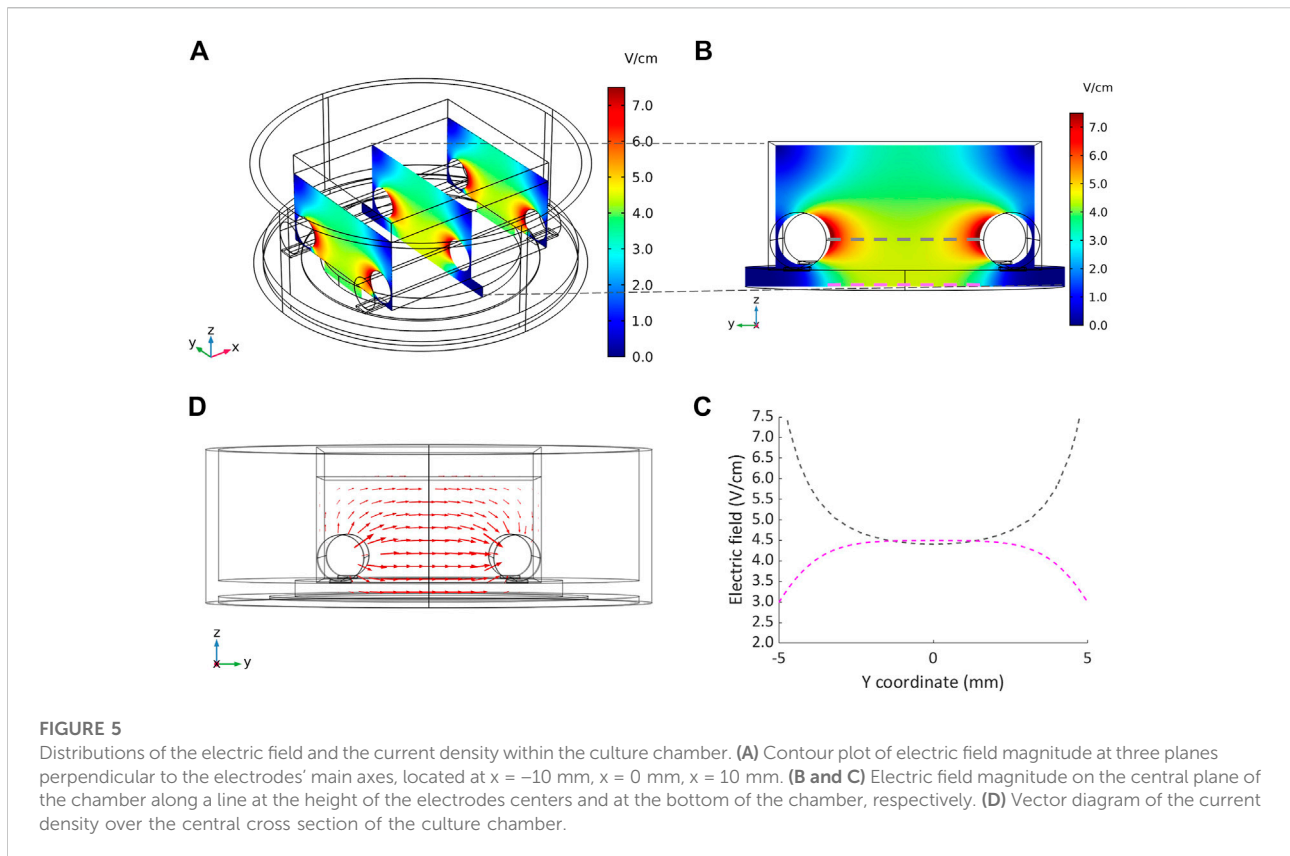 A
V/cm
7.0
6.0
5.0
4.0
3.0
2.0
1.0
0.0
z
y
x
B
V/cm
7.0
6.0
5.0
4.0
3.0
2.0
1.0
0.0
z
y
x
D
z
x
y
C
Electric field (V/cm)
7.5
7.0
6.5
6.0
5.5
5.0
4.5
4.0
3.5
3.0
2.5
2.0
-5
0
5
Y coordinate (mm)
FIGURE 5
Distributions of the electric field and the current density within the culture chamber. (A) Contour plot of electric field magnitude at three planes
perpendicular to the electrodes' main axes, located at x = –10 mm, x = 0 mm, x = 10 mm. (B and C) Electric field magnitude on the central plane of
the chamber along a line at the height of the electrodes centers and at the bottom of the chamber, respectively. (D) Vector diagram of the current
density over the central cross section of the culture chamber.